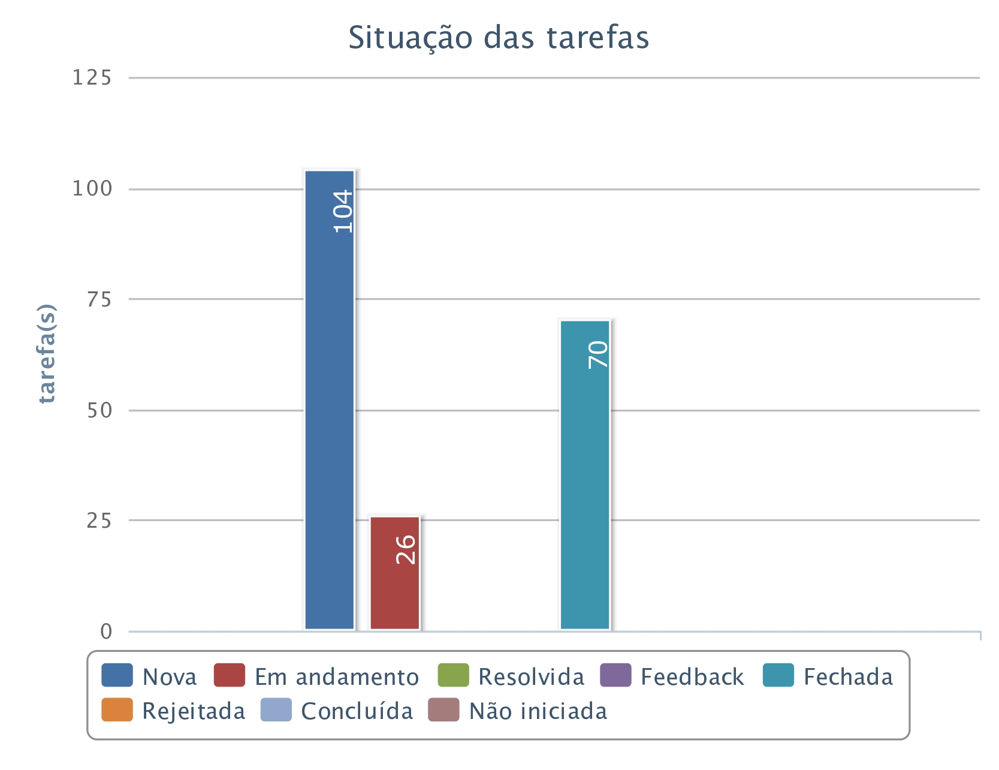 Situação das tarefas
125
100
75
50
25
0
tarefa(s)
104
26
70
Nova Em andamento Resolvida Feedback Fechada
Rejeitada Concluída Não iniciada